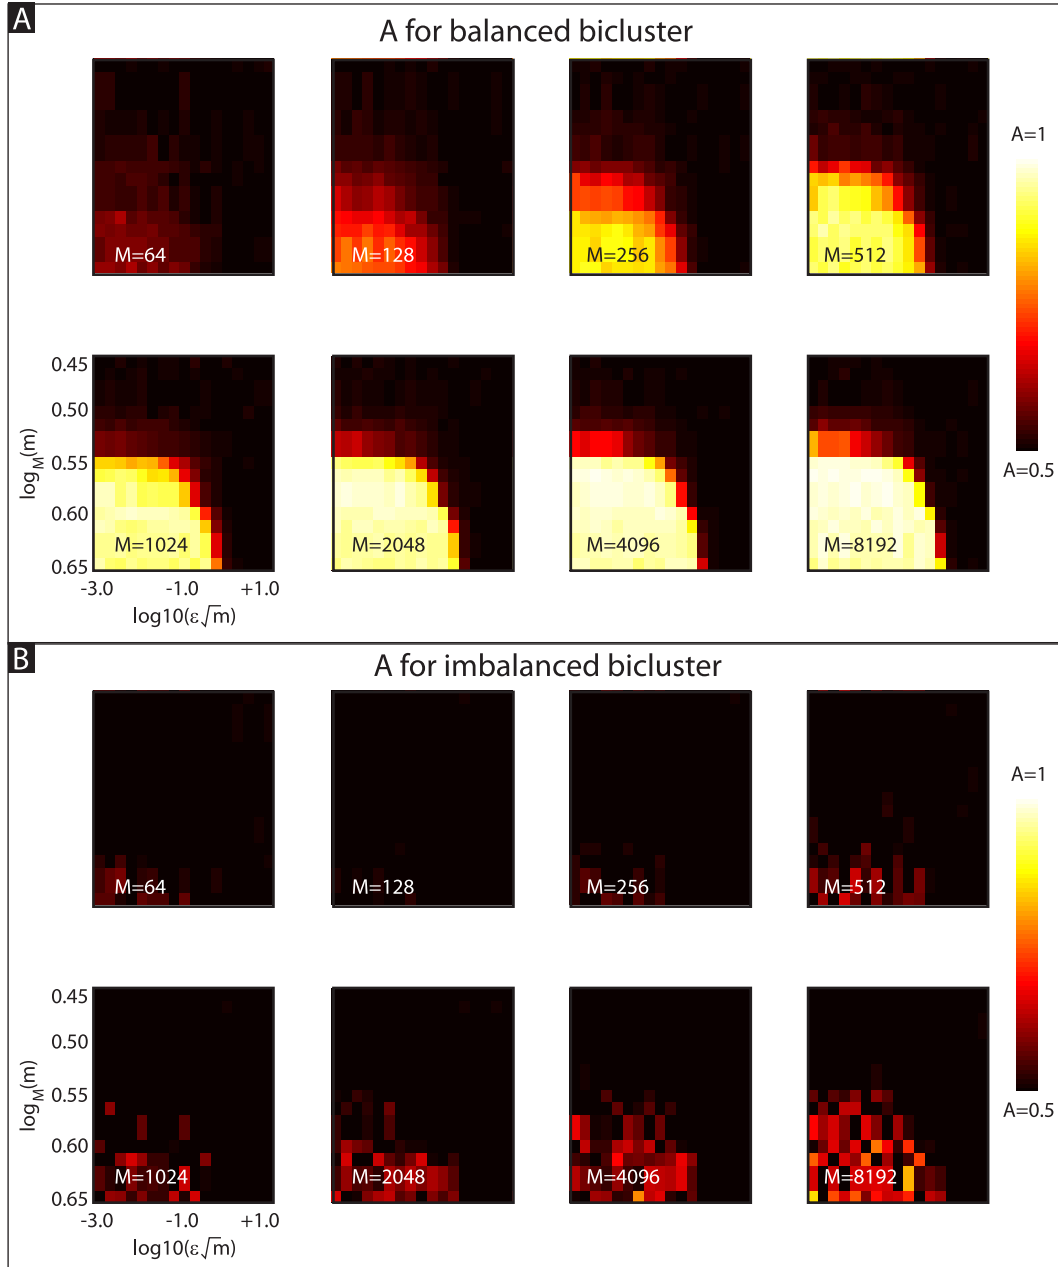 A
A for balanced bicluster
M=64
M=128
M=256
M=512
A=1
A=0.5
0.45
0.50
0.55
0.60
0.65
log_M(m)
M=1024
M=2048
M=4096
M=8192
-3.0 -1.0 +1.0
log10(ε√m)
B
A for imbalanced bicluster
M=64
M=128
M=256
M=512
A=1
A=0.5
0.45
0.50
0.55
0.60
0.65
log_M(m)
M=1024
M=2048
M=4096
M=8192
-3.0 -1.0 +1.0
log10(ε√m)